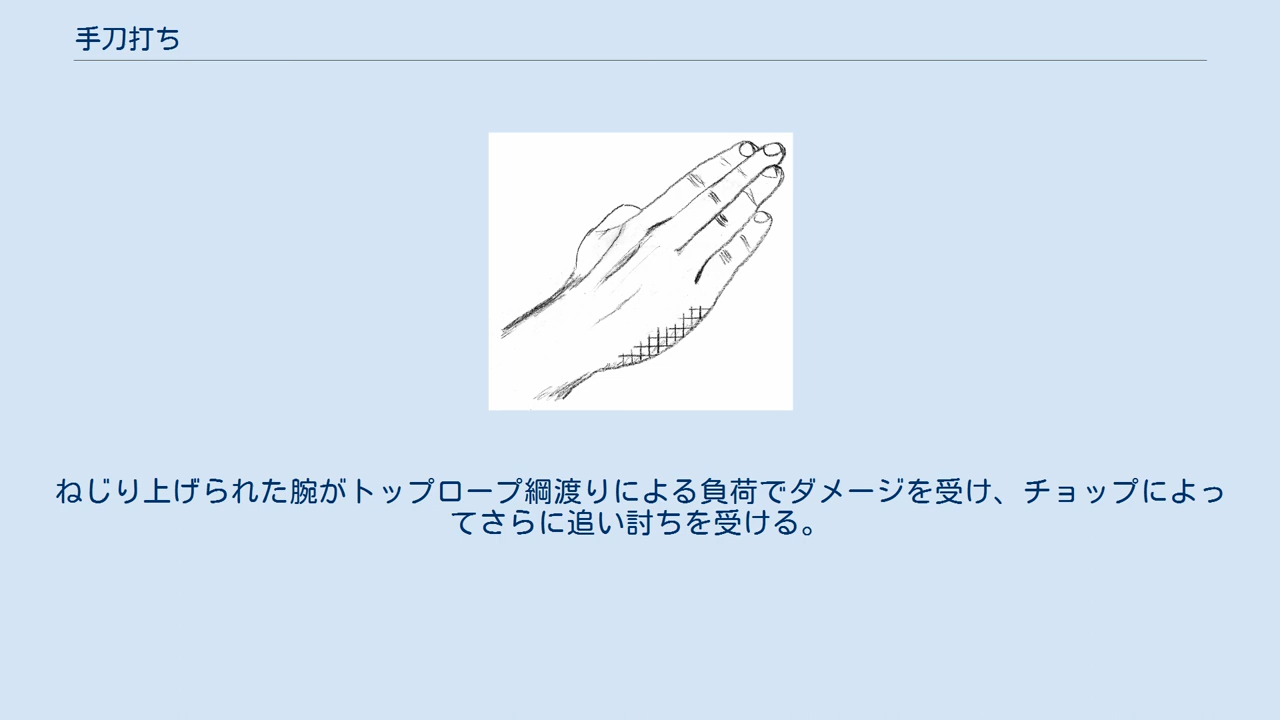 手刀打ち
ねじり上げられた腕がトップロープ綱渡りによる負荷でダメージを受け、チョップによっ
てさらに追い討ちを受ける。